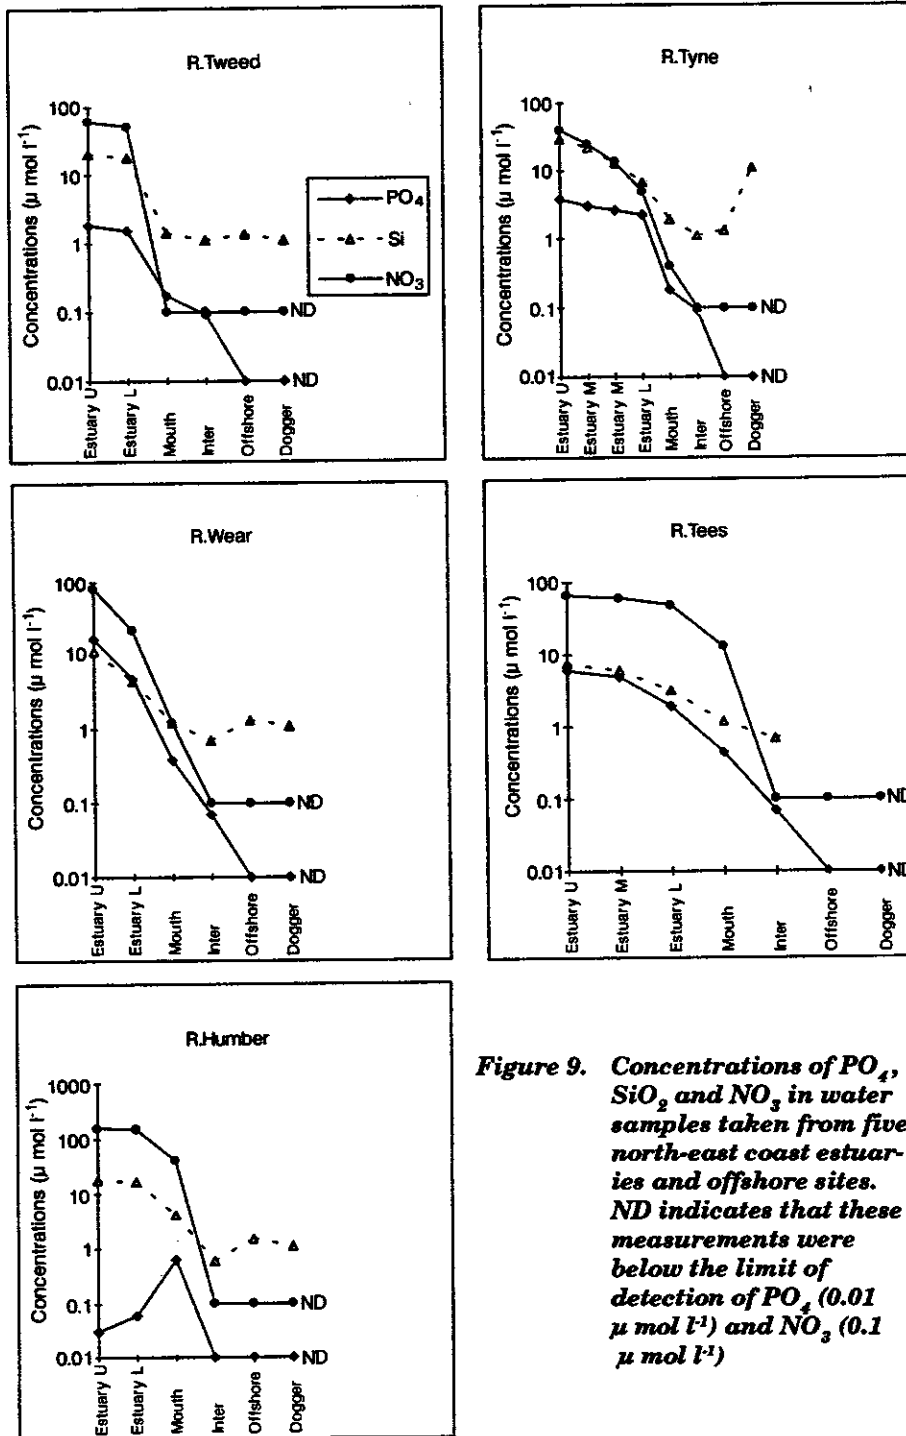 R.Tweed
Concentrations (μ mol l⁻¹)
100
10
1
0.1
0.01
PO₄
Si
NO₃
ND
ND
Estuary U
Estuary L
Mouth
Inter
Offshore
Dogger
R.Tyne
Concentrations (μ mol l⁻¹)
100
10
1
0.1
0.01
ND
ND
Estuary U
Estuary M
Estuary M
Estuary L
Mouth
Inter
Offshore
Dogger
R.Wear
Concentrations (μ mol l⁻¹)
100
10
1
0.1
0.01
ND
ND
Estuary U
Estuary L
Mouth
Inter
Offshore
Dogger
R.Tees
Concentrations (μ mol l⁻¹)
100
10
1
0.1
0.01
ND
ND
Estuary U
Estuary M
Estuary L
Mouth
Inter
Offshore
Dogger
R.Humber
Concentrations (μ mol l⁻¹)
1000
100
10
1
0.1
0.01
ND
ND
Estuary U
Estuary L
Mouth
Inter
Offshore
Dogger
Figure 9. Concentrations of PO₄,
SiO₂ and NO₃ in water
samples taken from five
north-east coast estuar-
ies and offshore sites.
ND indicates that these
measurements were
below the limit of
detection of PO₄ (0.01
μ mol l⁻¹) and NO₃ (0.1
μ mol l⁻¹)